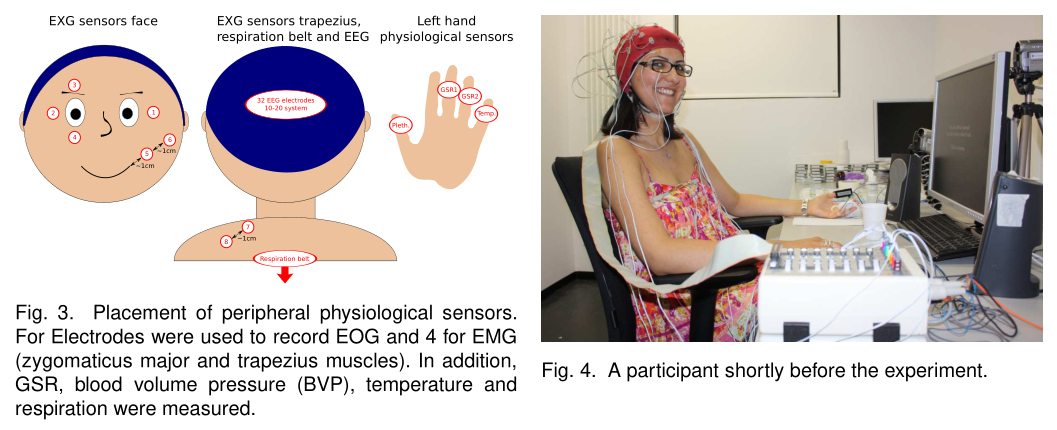 EXG sensors face
EXG sensors trapezius,
respiration belt and EEG
Left hand
physiological sensors
3
2
1
4
6
5
~1cm
~1cm
32 EEG electrodes
10-20 system
7
8
~1cm
Respiration belt
GSR1
GSR2
Temp.
Pleth.
Fig. 3. Placement of peripheral physiological sensors.
For Electrodes were used to record EOG and 4 for EMG
(zygomaticus major and trapezius muscles). In addition,
GSR, blood volume pressure (BVP), temperature and
respiration were measured.
Fig. 4. A participant shortly before the experiment.